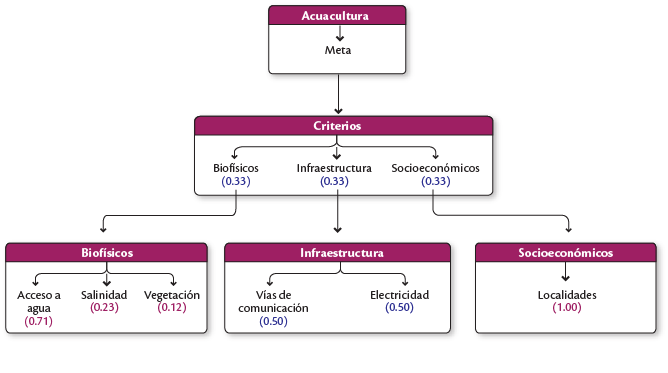 Acuacultura
Meta
Criterios
Biofísicos
(0.33)
Infraestructura
(0.33)
Socioeconómicos
(0.33)
Biofísicos
Acceso a
agua
(0.71)
Salinidad
(0.23)
Vegetación
(0.12)
Infraestructura
Vías de
comunicación
(0.50)
Electricidad
(0.50)
Socioeconómicos
Localidades
(1.00)